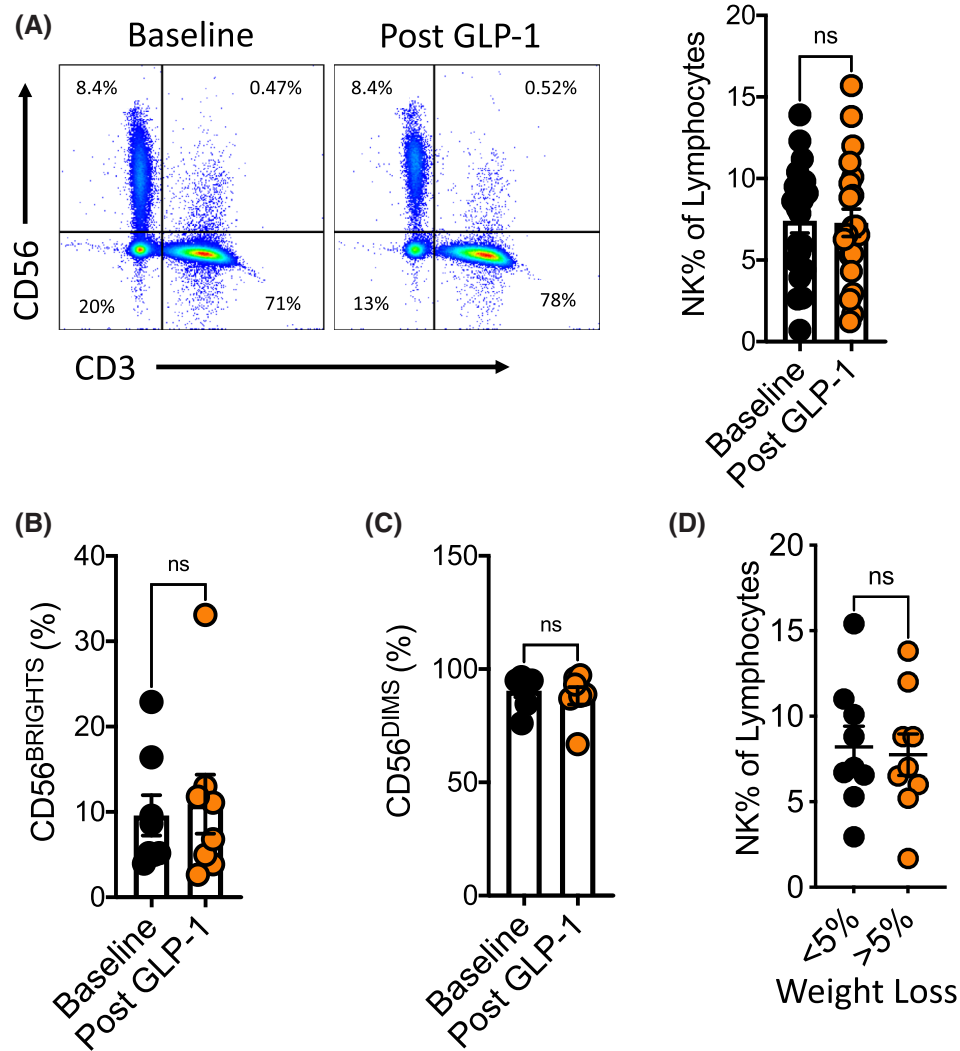 (A)
Baseline
Post GLP-1
8.4%
0.47%
20%
71%
8.4%
0.52%
13%
78%
CD56
CD3
NK% of Lymphocytes
20
15
10
5
0
ns
Baseline
Post GLP-1
(B)
CD56BRIGHTS (%)
40
30
20
10
0
ns
Baseline
Post GLP-1
(C)
CD56DIMS (%)
150
100
50
0
ns
Baseline
Post GLP-1
(D)
NK% of Lymphocytes
20
15
10
5
0
ns
<5%
>5%
Weight Loss